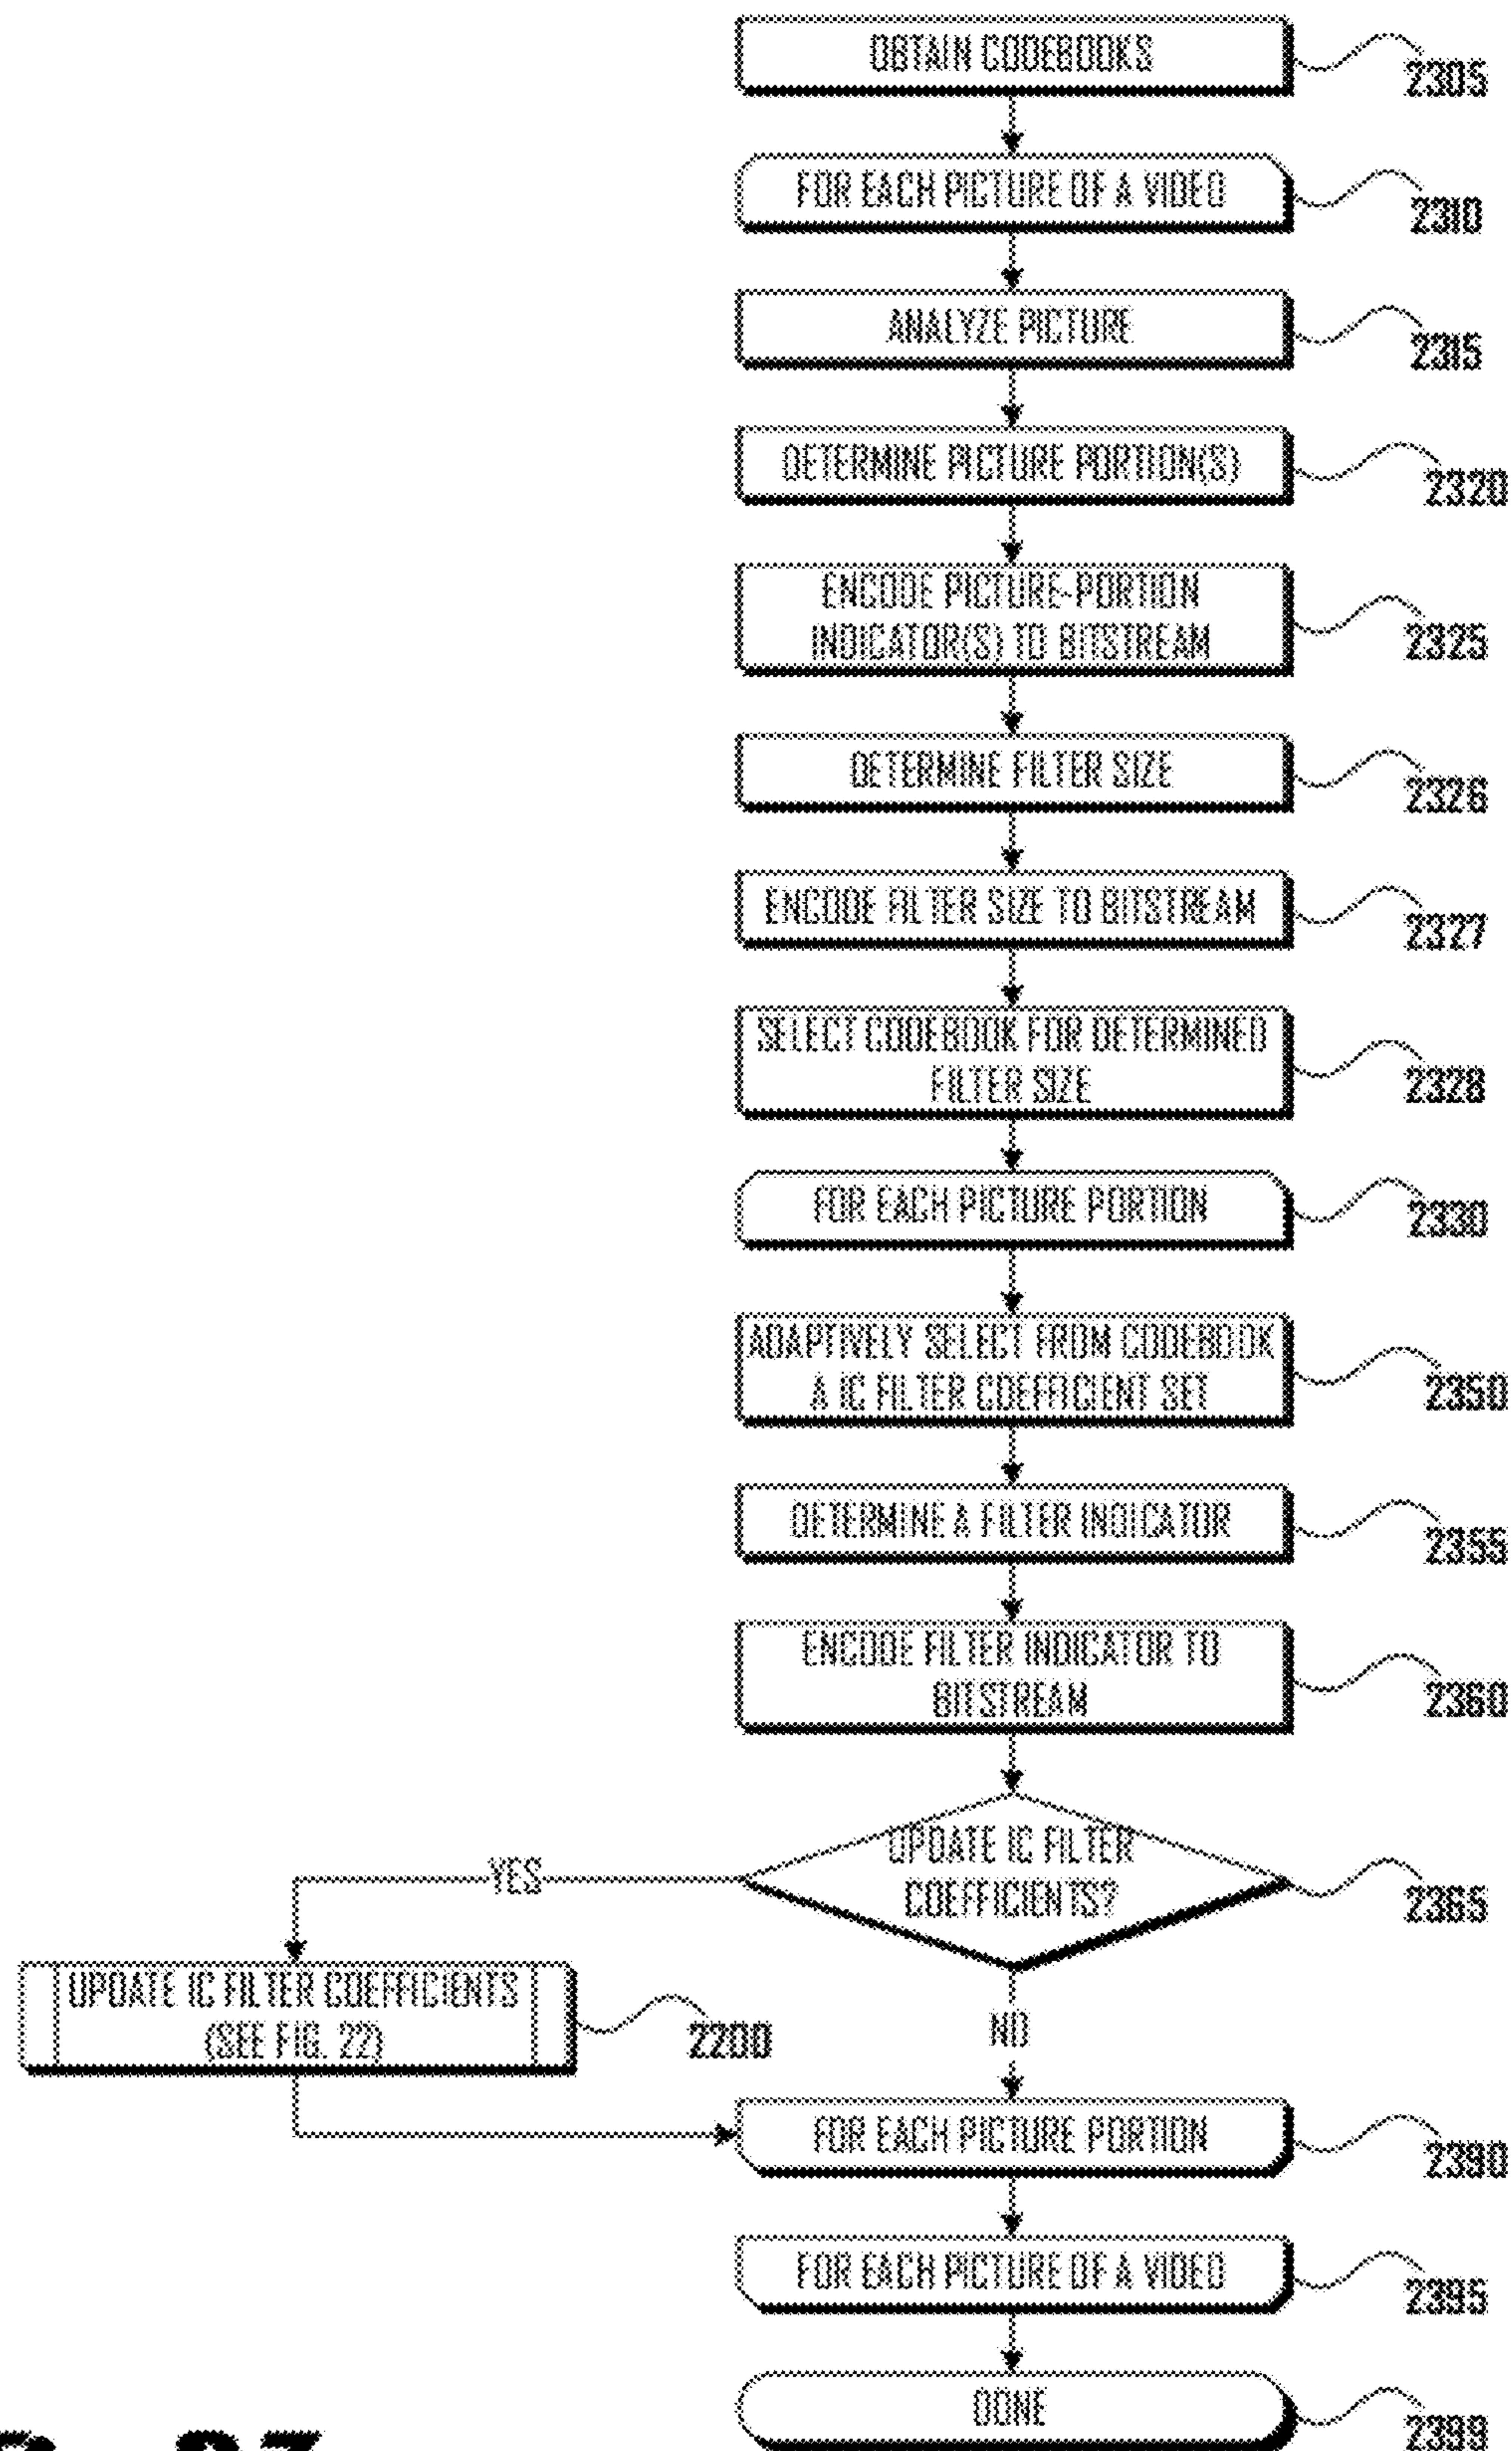 OBTAIN CODEBOOKS
2305
FOR EACH PICTURE OF A VIDEO
2310
ANALYZE PICTURE
2315
DETERMINE PICTURE PORTION(S)
2320
ENCODE PICTURE-PORTION
INDICATOR(S) TO BITSTREAM
2325
DETERMINE FILTER SIZE
2326
ENCODE FILTER SIZE TO BITSTREAM
2327
SELECT CODEBOOK FOR DETERMINED
FILTER SIZE
2328
FOR EACH PICTURE PORTION
2330
ADAPTIVELY SELECT FROM CODEBOOK
A IC FILTER COEFFICIENT SET
2350
DETERMINE A FILTER INDICATOR
2355
ENCODE FILTER INDICATOR TO
BITSTREAM
2360
UPDATE IC FILTER
COEFFICIENTS?
2365
YES
UPDATE IC FILTER COEFFICIENTS
(SEE FIG. 22)
2200
NO
FOR EACH PICTURE PORTION
2390
FOR EACH PICTURE OF A VIDEO
2395
DONE
2399